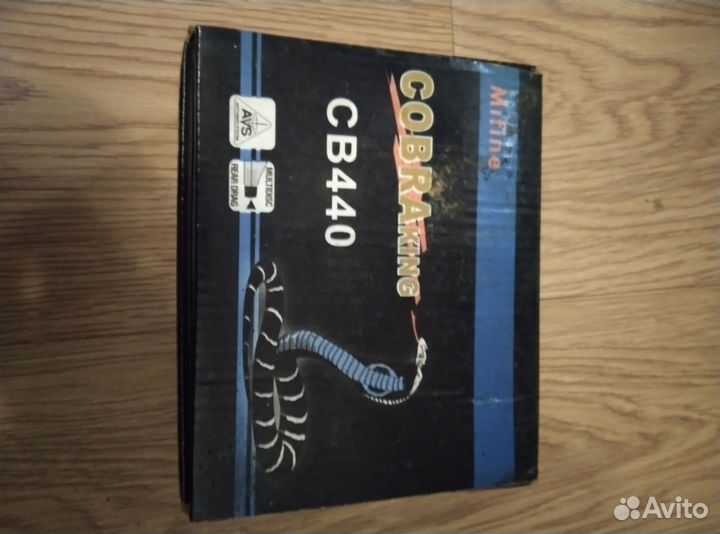 Mifine
COBRAKING
CB440
AVS
MULTIDISC
REAR DRAG
Avito